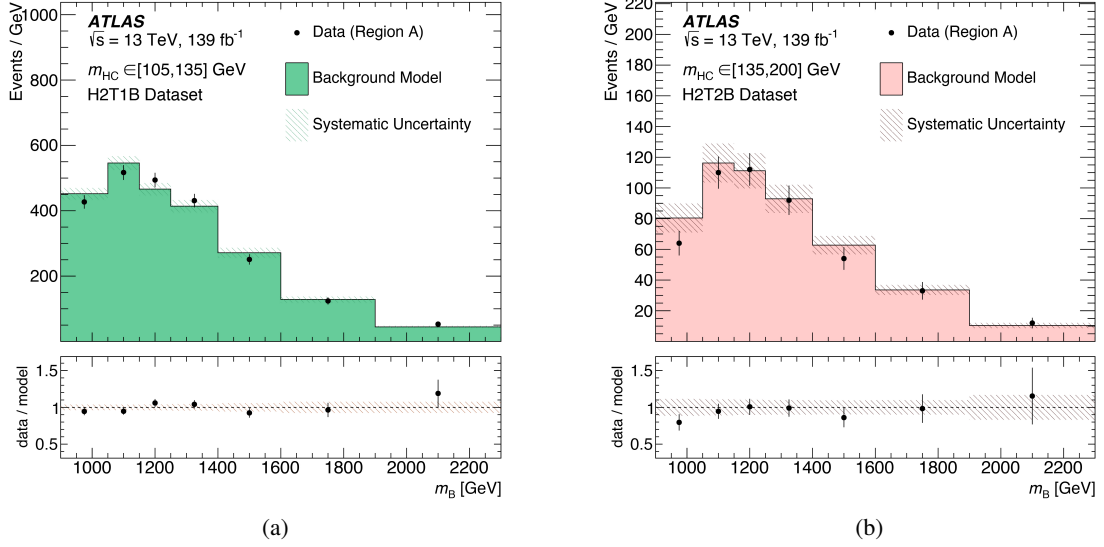 ATLAS
√s = 13 TeV, 139 fb⁻¹
m_HC ∈[105,135] GeV
H2T1B Dataset
Data (Region A)
Background Model
Systematic Uncertainty
Events / GeV
1000
800
600
400
200
data / model
1.5
1
0.5
1000 1200 1400 1600 1800 2000 2200
m_B [GeV]
(a)
ATLAS
√s = 13 TeV, 139 fb⁻¹
m_HC ∈[135,200] GeV
H2T2B Dataset
Data (Region A)
Background Model
Systematic Uncertainty
Events / GeV
220
200
180
160
140
120
100
80
60
40
20
data / model
1.5
1
0.5
1000 1200 1400 1600 1800 2000 2200
m_B [GeV]
(b)